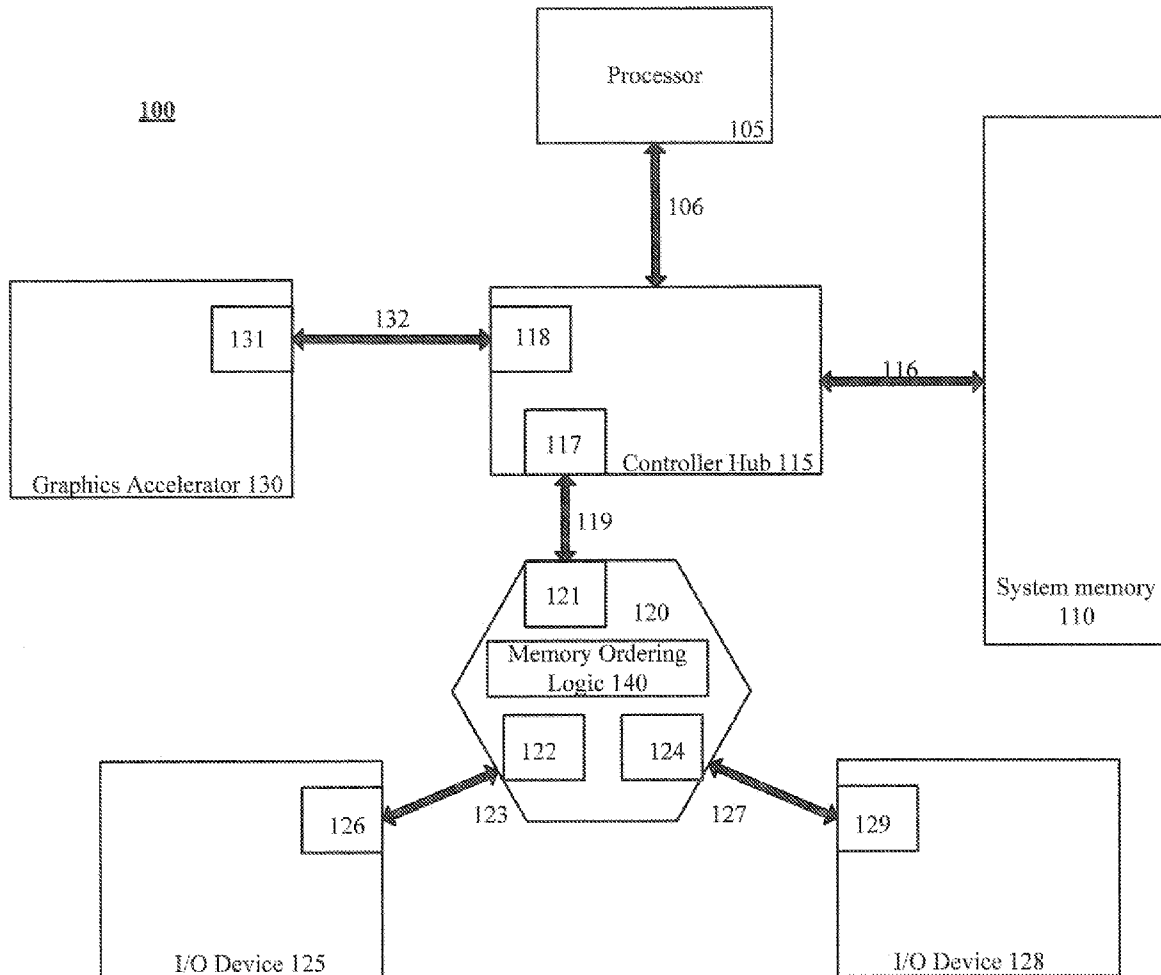 Processor
105
100
106
132
131
118
116
117
Controller Hub 115
Graphics Accelerator 130
119
System memory
110
121
120
Memory Ordering
Logic 140
122
124
123
127
126
129
I/O Device 125
I/O Device 128